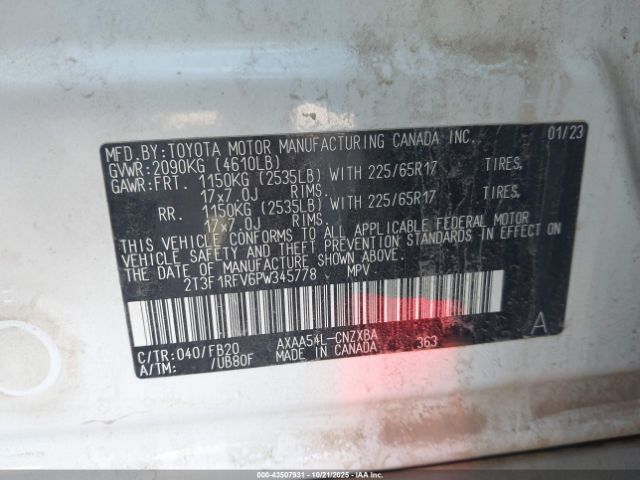 MFD.BY:TOYOTA MOTOR MANUFACTURING CANADA INC. 01/23
GVWR:2090KG (4610LB)
GAWR:FRT. 1150KG (2535LB) WITH 225/65R17 TIRES,
17x7.0J RIMS
RR. 1150KG (2535LB) WITH 225/65R17 TIRES,
17x7.0J RIMS
THIS VEHICLE CONFORMS TO ALL APPLICABLE FEDERAL MOTOR
VEHICLE SAFETY AND THEFT PREVENTION STANDARDS IN EFFECT ON
THE DATE OF MANUFACTURE SHOWN ABOVE.
2T3F1RFV6PW345778 MPV
A
C/TR:040/FB20 AXAA54L-CNZXBA 363
A/TM: /UB80F MADE IN CANADA
000-43507931 - 10/21/2025 - IAAI